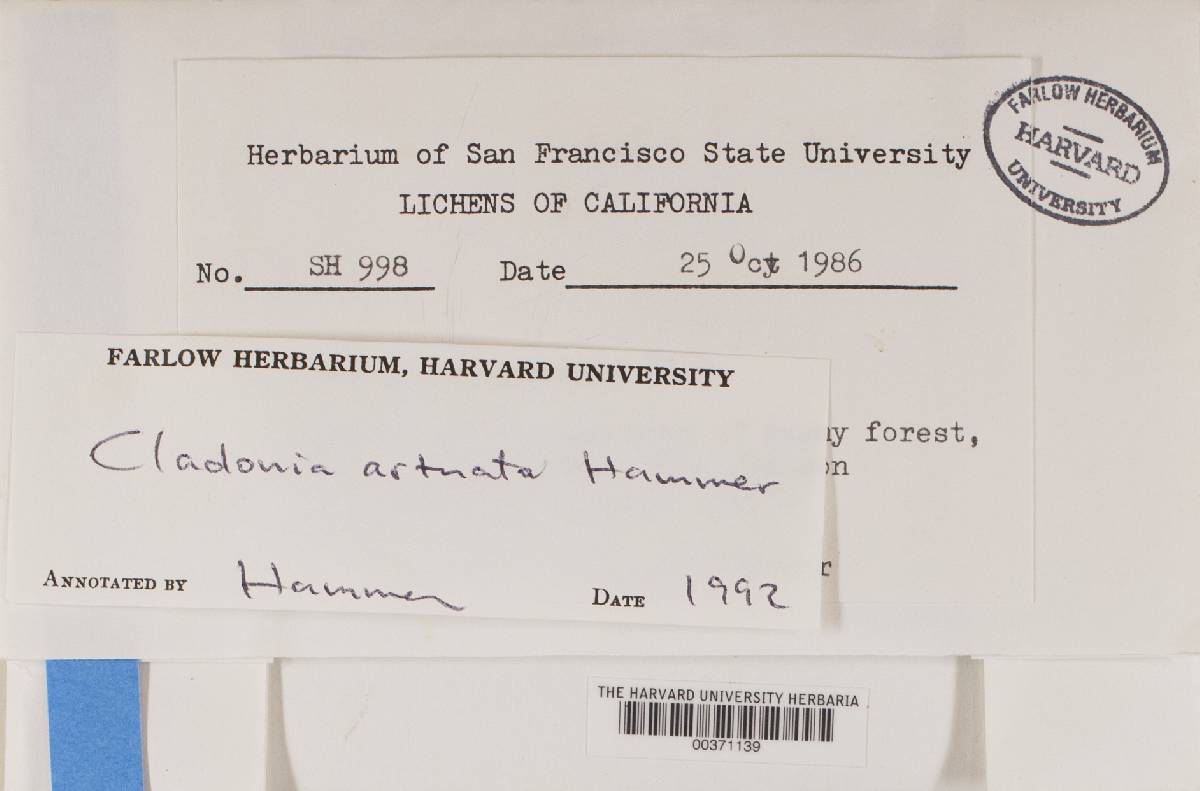 Herbarium of San Francisco State University
LICHENS OF CALIFORNIA
No. SH 998 Date 25 Oct 1986
FARLOW HERBARIUM
HARVARD
UNIVERSITY
FARLOW HERBARIUM, HARVARD UNIVERSITY
Cladonia artuata Hammer
ANNOTATED BY Hammer DATE 1992
forest,
THE HARVARD UNIVERSITY HERBARIA
00371139